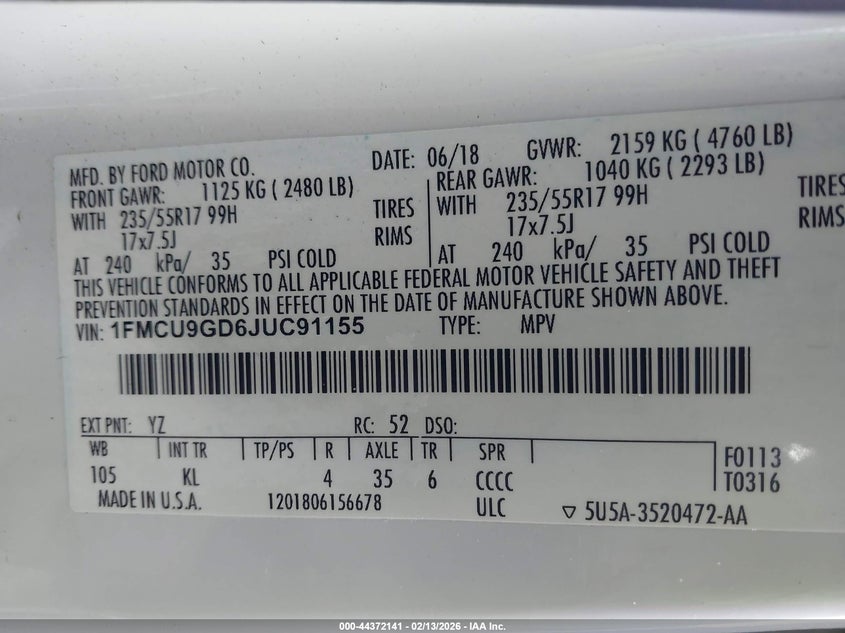 MFD. BY FORD MOTOR CO. DATE: 06/18 GVWR: 2159 KG ( 4760 LB)
FRONT GAWR: 1125 KG ( 2480 LB) REAR GAWR: 1040 KG ( 2293 LB)
WITH 235/55R17 99H TIRES WITH 235/55R17 99H TIRES
17x7.5J RIMS 17x7.5J RIMS
AT 240 kPa/ 35 PSI COLD AT 240 kPa/ 35 PSI COLD
THIS VEHICLE CONFORMS TO ALL APPLICABLE FEDERAL MOTOR VEHICLE SAFETY AND THEFT
PREVENTION STANDARDS IN EFFECT ON THE DATE OF MANUFACTURE SHOWN ABOVE.
VIN: 1FMCU9GD6JUC91155 TYPE: MPV
EXT PNT: YZ RC: 52 DSO:
WB INT TR TP/PS R AXLE TR SPR F0113
105 KL 4 35 6 CCCC T0316
MADE IN U.S.A. 1201806156678 ULC ▽ 5U5A-3520472-AA
000-44372141 - 02/13/2026 - IAA Inc.